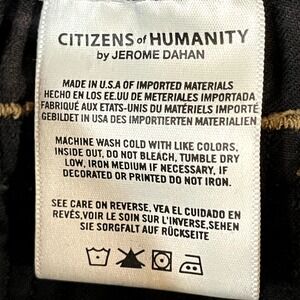 CITIZENS of HUMANITY
by JEROME DAHAN
MADE IN U.S.A OF IMPORTED MATERIALS
HECHO EN LOS EE.UU DE METERIALES IMPORTADA
FABRIQUÉ AUX ETATS-UNIS DU MATÉRIELS IMPORTÉ
GEBILDET IN USA DES IMPORTIERTEN MATERIALIEN
MACHINE WASH COLD WITH LIKE COLORS,
INSIDE OUT, DO NOT BLEACH, TUMBLE DRY
LOW, IRON MEDIUM IF NECESSARY, IF
DECORATED OR PRINTED DO NOT IRON.
SEE CARE ON REVERSE, VEA EL CUIDADO EN
REVÉS,VOIR LE SOIN SUR L'INVERSE,SEHEN
SIE SORGFALT AUF RÜCKSEITE